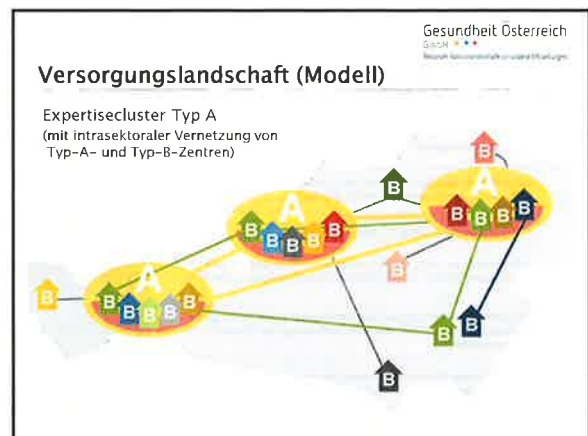 Gesundheit Österreich
GmbH
Versorgungslandschaft (Modell)
Expertisecluster Typ A
(mit intrasektoraler Vernetzung von
Typ-A- und Typ-B-Zentren)
B
A
B
A
B
B B B B B
B B B B
B
A
B
B B B B B
B
B
B